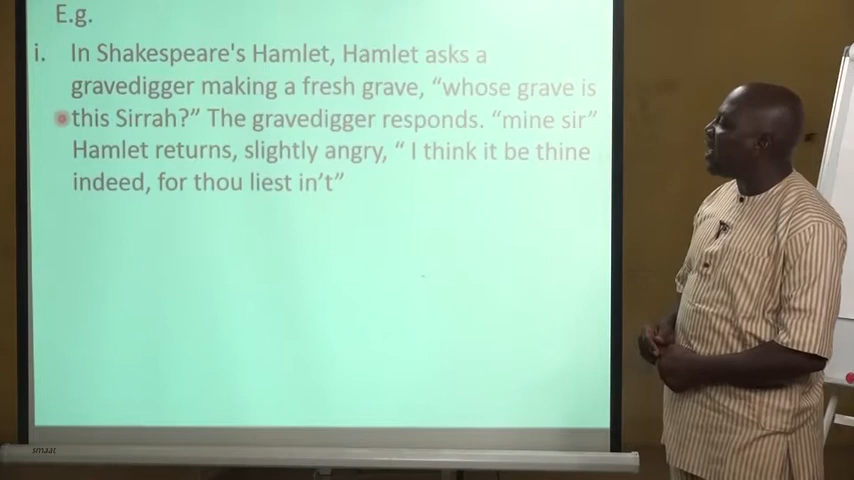 E.g.
i. In Shakespeare's Hamlet, Hamlet asks a
gravedigger making a fresh grave, “whose grave is
this Sirrah?” The gravedigger responds. “mine sir”
Hamlet returns, slightly angry, “ I think it be thine
indeed, for thou liest in’t”
smaat